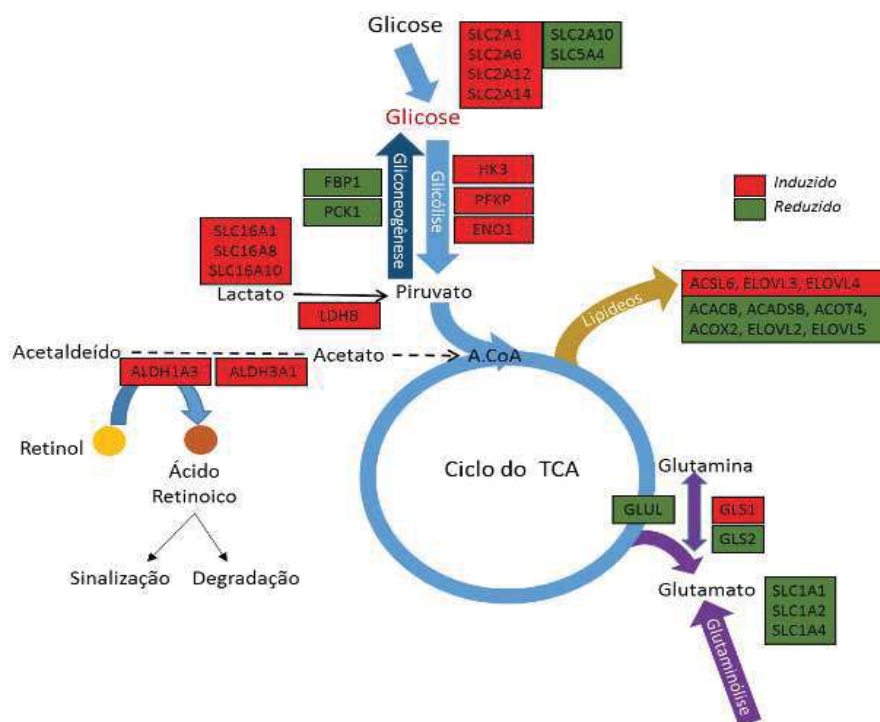 Glicose
SLC2A1
SLC2A6
SLC2A12
SLC2A14
SLC2A10
SLC5A4
Glicose
Gliconeogênese
Glicólise
FBP1
PCK1
HK3
PFKP
ENO1
Induzido
Reduzido
SLC16A1
SLC16A8
SLC16A10
Lactato
LDHB
Piruvato
Lipídeos
ACSL6, ELOVL3, ELOVL4
ACACB, ACADSB, ACOT4,
ACOX2, ELOVL2, ELOVL5
Acetaldeído
Acetato
A.CoA
ALDH1A3
ALDH3A1
Retinol
Ácido
Retinoico
Sinalização
Degradação
Ciclo do TCA
Glutamina
GLUL
GLS1
GLS2
Glutamato
SLC1A1
SLC1A2
SLC1A4
Glutaminólise